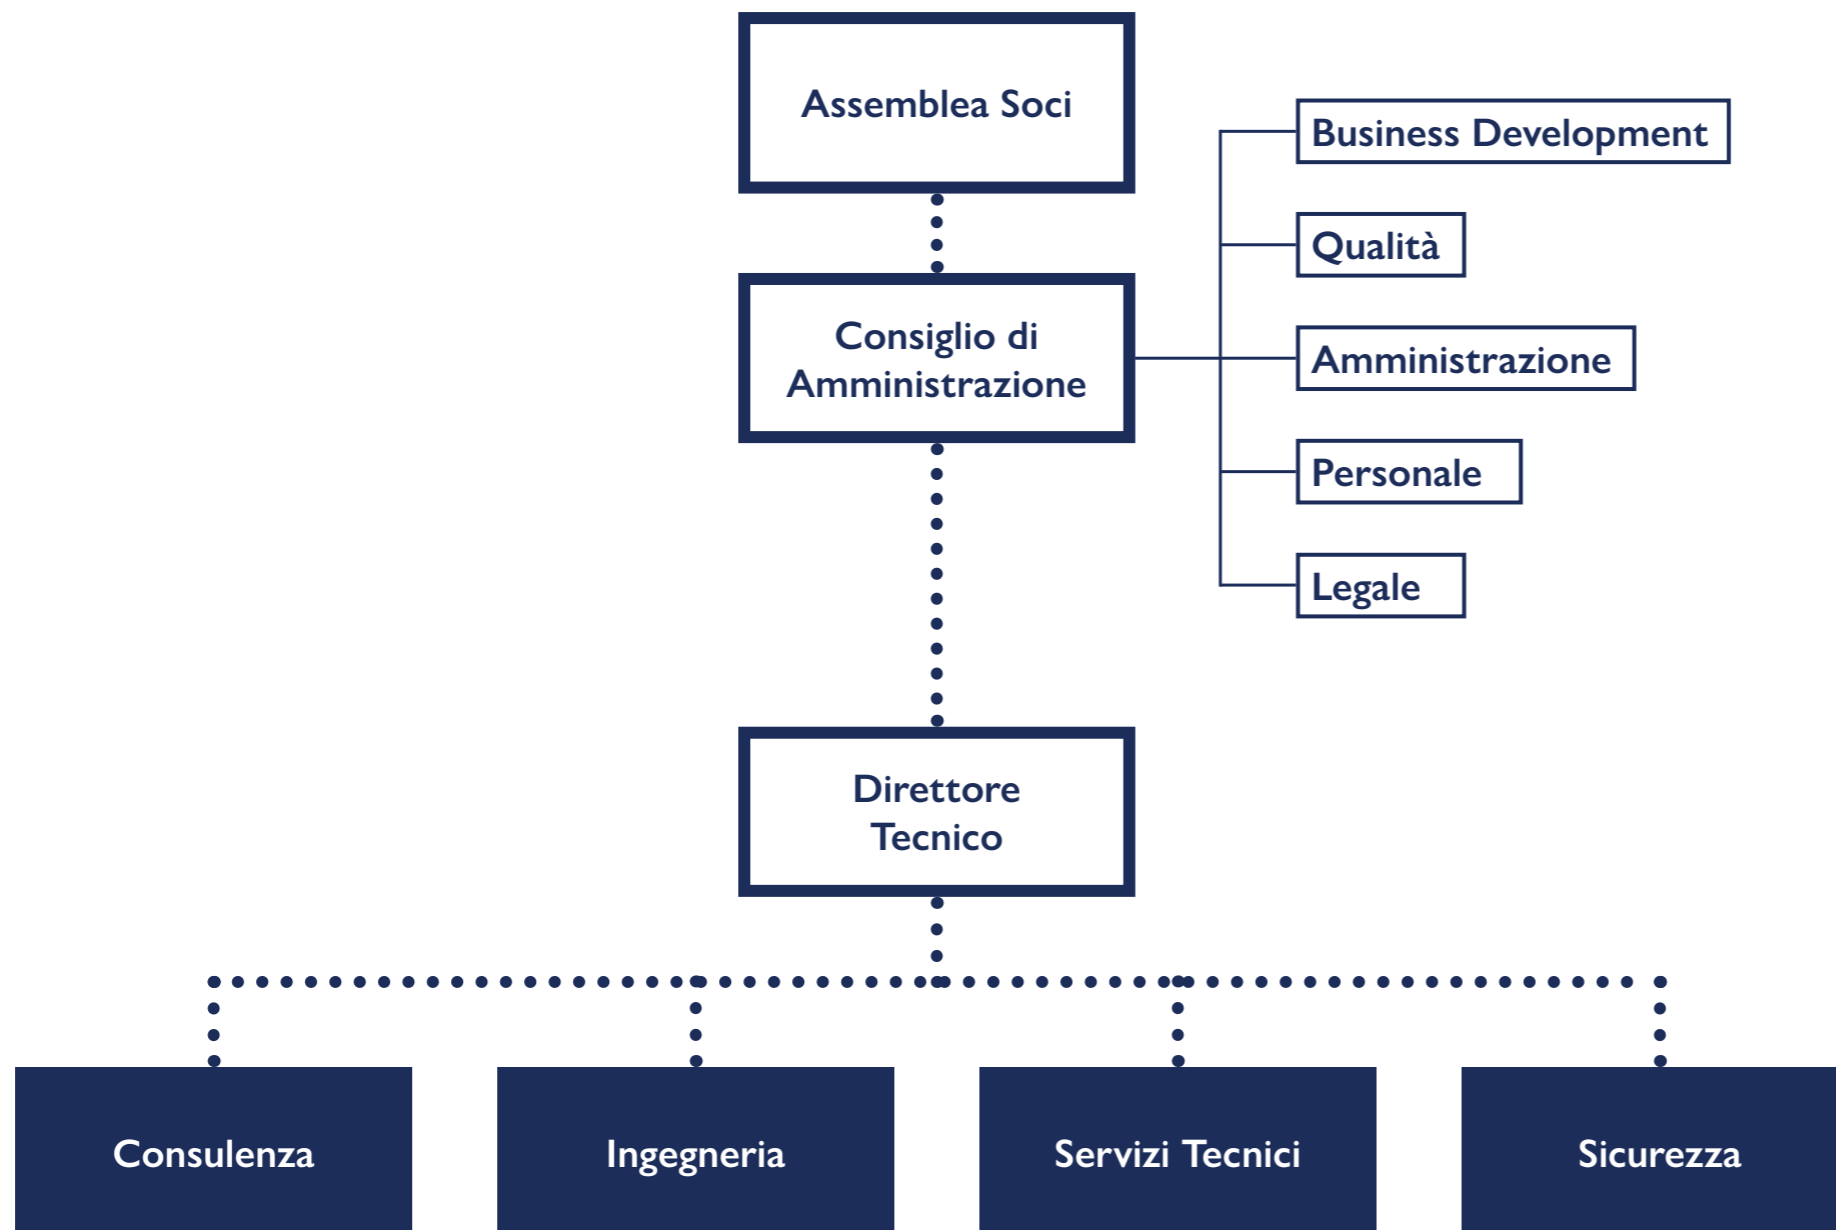 Assemblea Soci
Business Development
Qualità
Consiglio di
Amministrazione
Amministrazione
Personale
Legale
Direttore
Tecnico
Consulenza
Ingegneria
Servizi Tecnici
Sicurezza